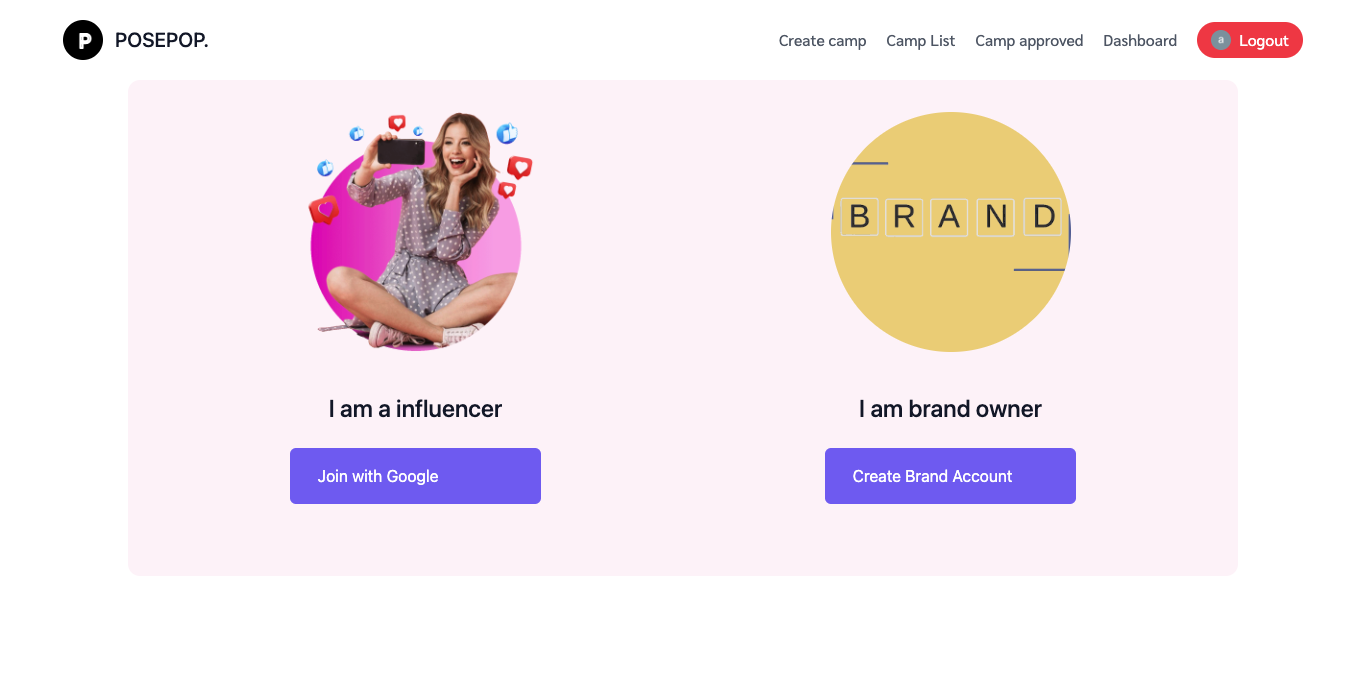 P POSEPOP.
Create camp Camp List Camp approved Dashboard a Logout
BRAND
I am a influencer
I am brand owner
Join with Google
Create Brand Account